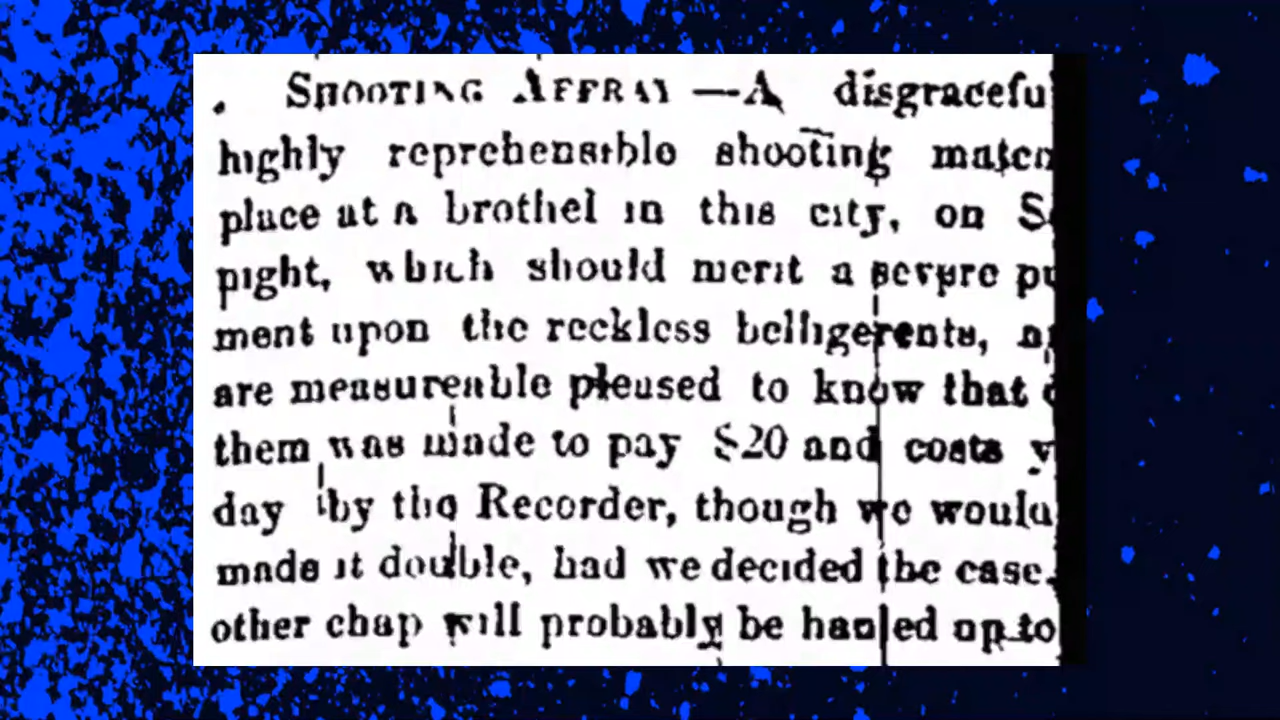 SHOOTING AFFRAY —A disgracefu
highly reprehensible shooting match
place at a brothel in this city, on S
night, which should merit a severe pu
ment upon the reckless belligerents,
are measureable pleased to know that
them was made to pay $20 and costs y
day by the Recorder, though we would
made it double, had we decided the case.
other chap will probably be hauled up to